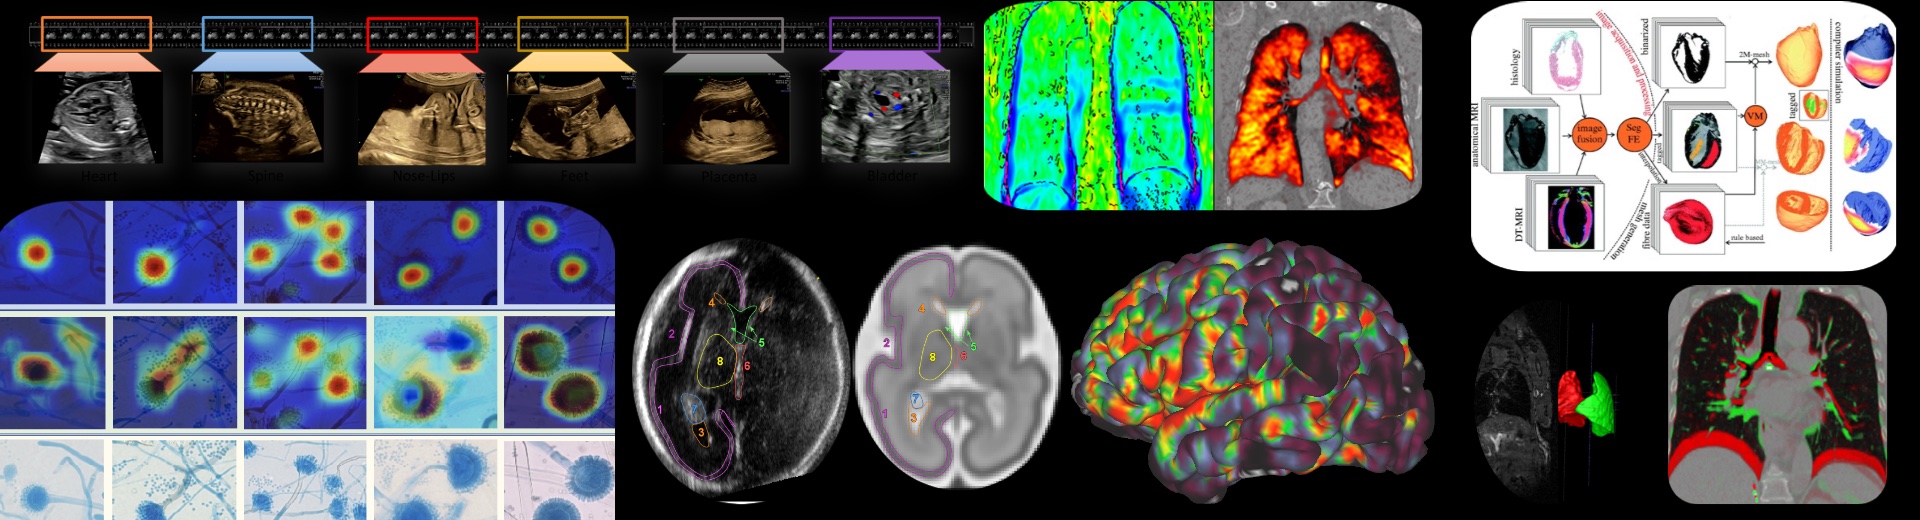 Heart
Spine
Nose-Lips
Feet
Placenta
Bladder
image acquisition and processing
histology
binarized
2M-mesh
computer simulation
anatomical MRI
image
fusion
Seg
FE
tagged
VM
tagged
interpolation
DT-MRI
mesh generation
fibre data
rule based
4
2
5
8
6
7
1
3
4
2
5
8
6
7
1
3